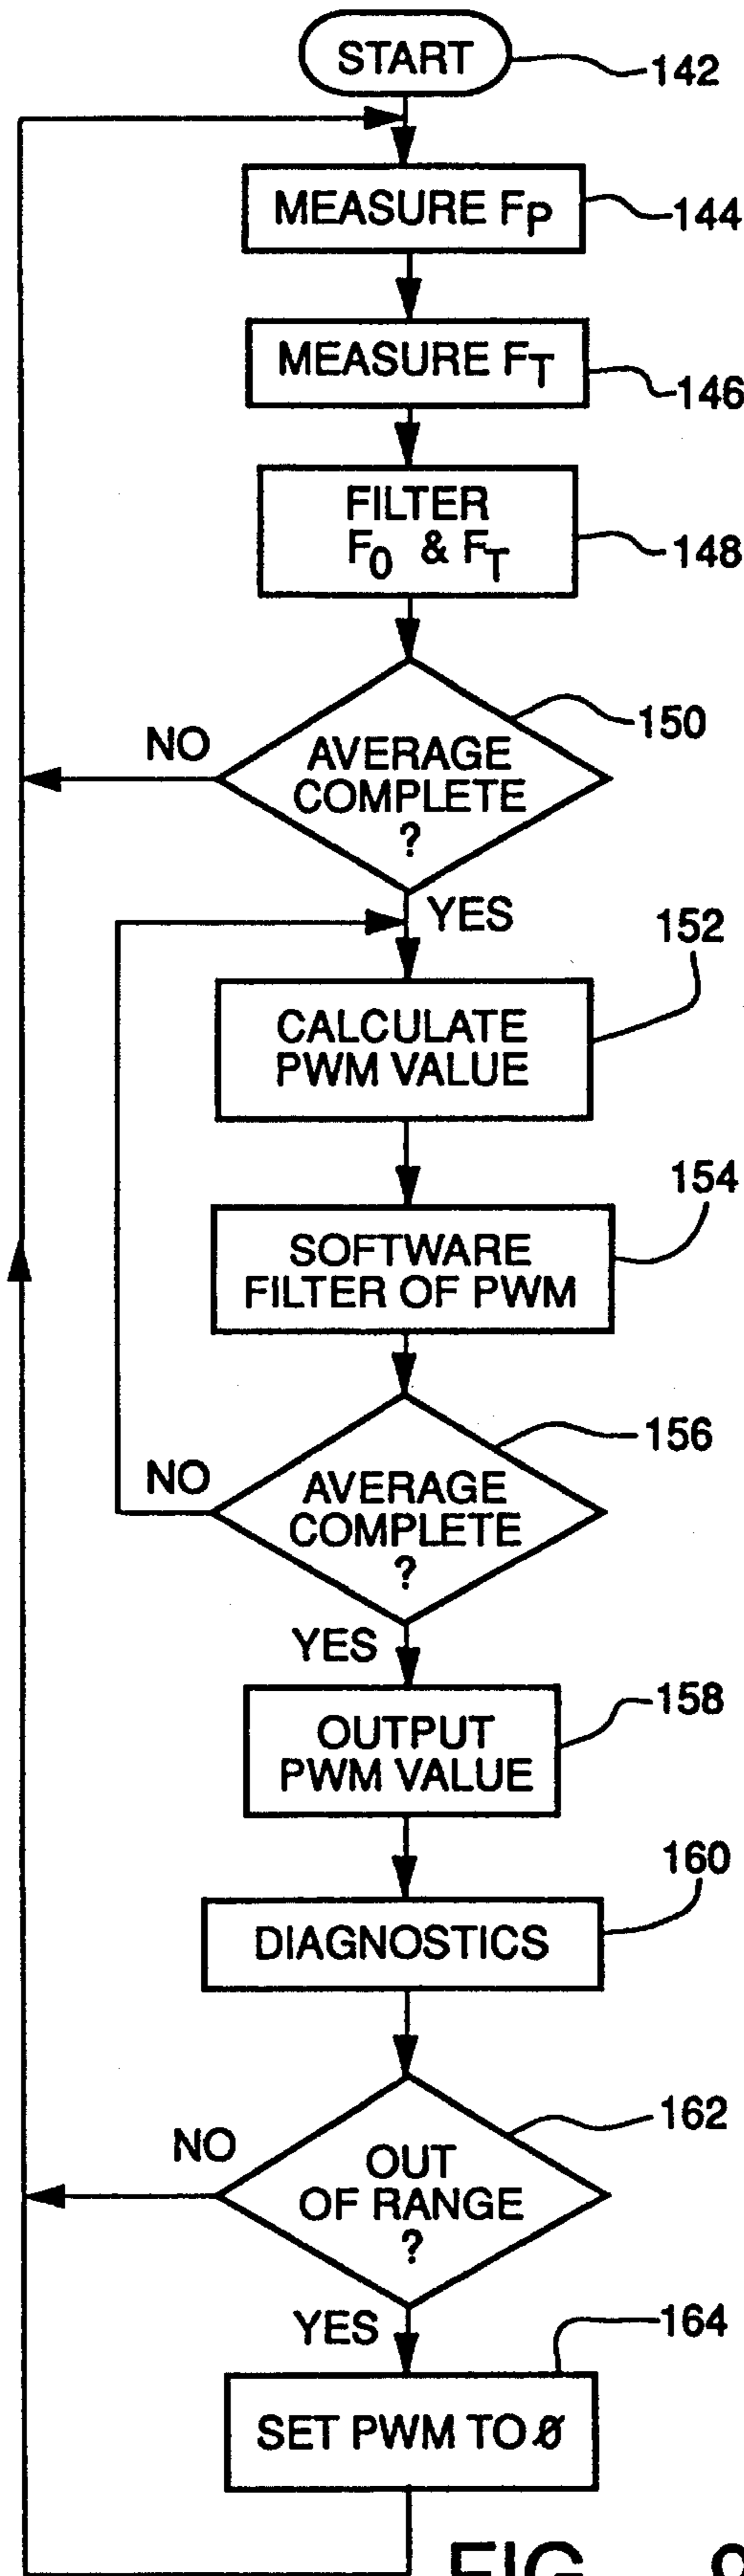 START
142
MEASURE FP
144
MEASURE FT
146
FILTER
F0 & FT
148
150
NO
AVERAGE
COMPLETE
?
YES
152
CALCULATE
PWM VALUE
154
SOFTWARE
FILTER OF PWM
156
NO
AVERAGE
COMPLETE
?
YES
158
OUTPUT
PWM VALUE
160
DIAGNOSTICS
162
NO
OUT
OF RANGE
?
YES
164
SET PWM TO Ø